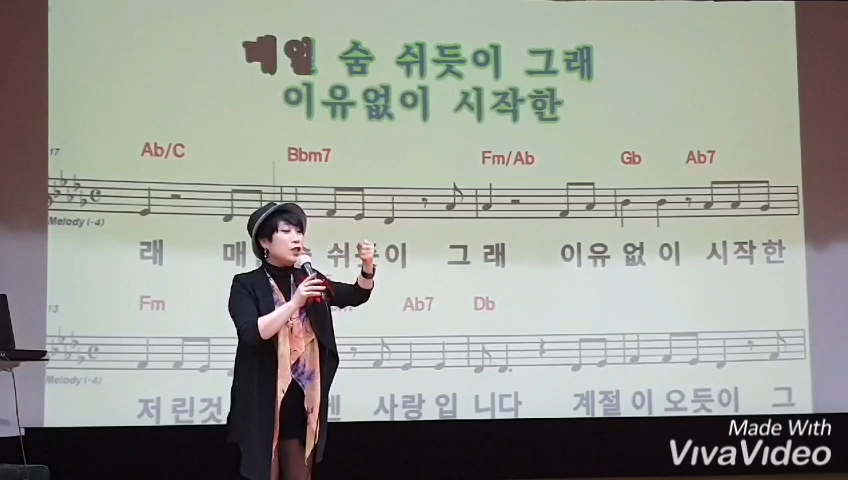 매일 숨 쉬듯이 그래
이유없이 시작한
17 Ab/C Bbm7 Fm/Ab Gb Ab7
Melody (-4)
래 매 쉬듯이 그 래 이유 없 이 시작 한
13 Fm Ab7 Db
Melody (-4)
저 린것 사랑 입 니다 계절 이 오듯이 그
Made With
VivaVideo